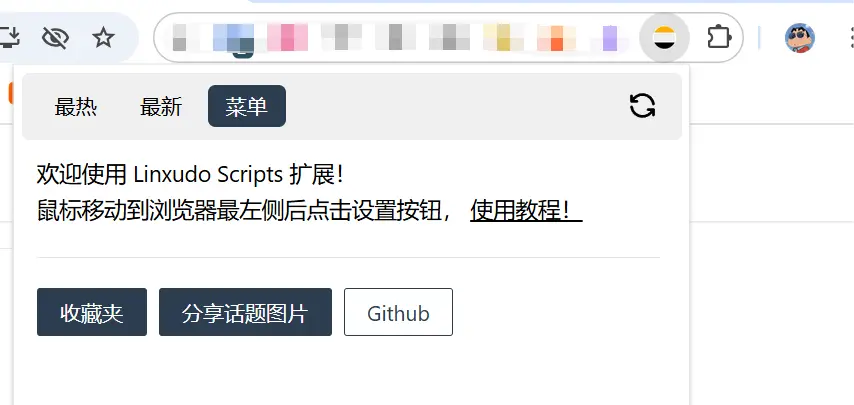 最热 最新 菜单
欢迎使用 Linxudo Scripts 扩展！
鼠标移动到浏览器最左侧后点击设置按钮， 使用教程！
收藏夹 分享话题图片 Github